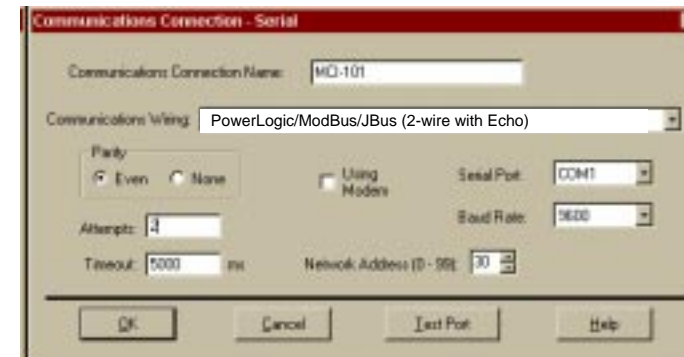 Communications Connection - Serial
Communications Connection Name: MCI-101
Communications Wiring: PowerLogic/ModBus/JBus (2-wire with Echo)
Parity
Even None
Using Modem
Serial Port: COM1
Baud Rate: 9600
Attempts:
Timeout: 5000 ms
Network Address (0 - 99): 30
OK Cancel Test Port Help